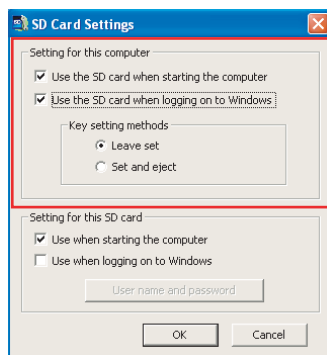 SD Card Settings
Setting for this computer
Use the SD card when starting the computer
Use the SD card when logging on to Windows
Key setting methods
Leave set
Set and eject
Setting for this SD card
Use when starting the computer
Use when logging on to Windows
User name and password
OK
Cancel